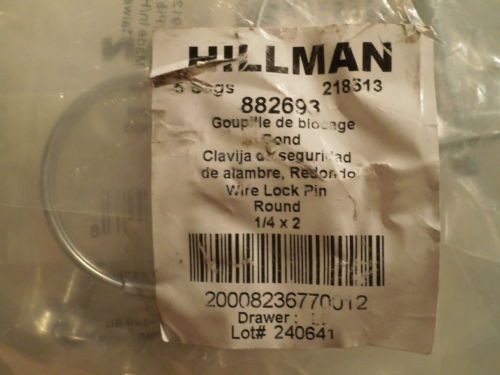 HILLMAN
5 Bags 218513
882693
Goupille de blocage
Rond
Clavija de seguridad
de alambre, Redondo
Wire Lock Pin
Round
1/4 x 2
20008236770012
Drawer :
Lot# 240641